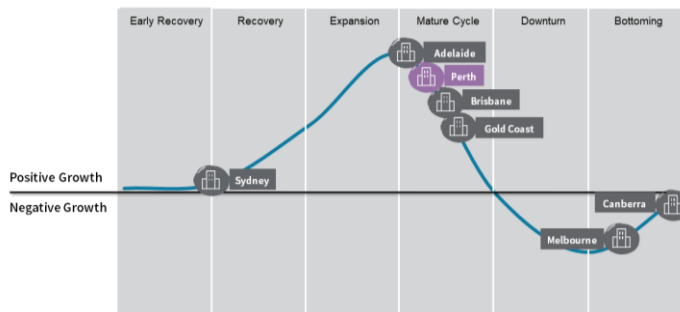 Early Recovery
Recovery
Expansion
Mature Cycle
Downturn
Bottoming
Adelaide
Perth
Brisbane
Gold Coast
Positive Growth
Sydney
Negative Growth
Canberra
Melbourne